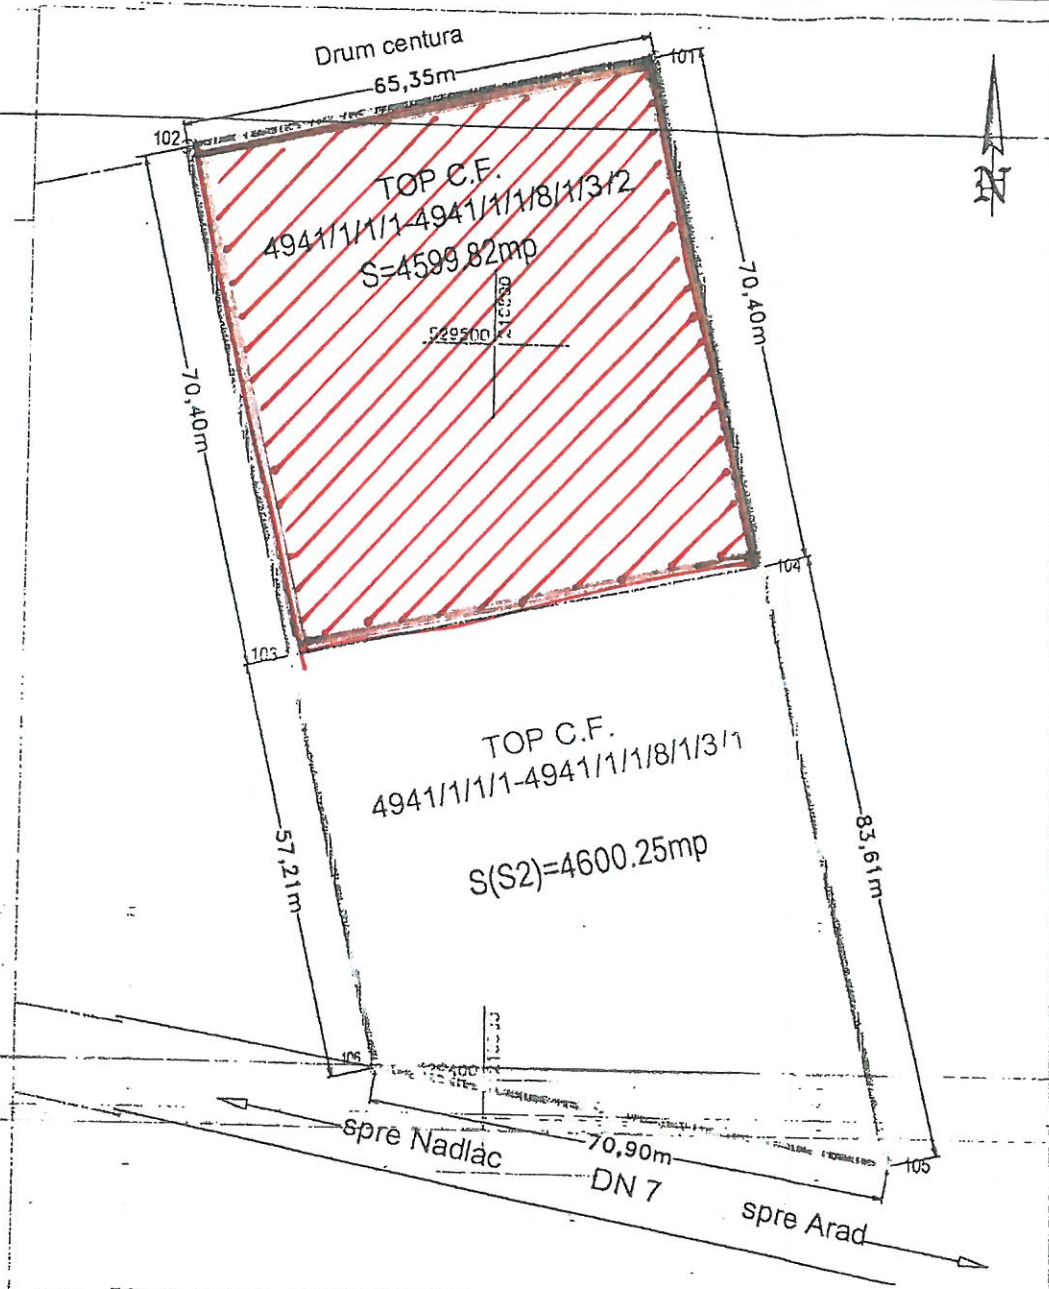 Drum centura
65,35m
101
102
N
TOP C.F.
4941/1/1/1-4941/1/1/8/1/3/2
S=4599.82mp
529500
70,40m
70,40m
104
103
TOP C.F.
4941/1/1/1-4941/1/1/8/1/3/1
S(S2)=4600.25mp
57,21m
83,61m
106
105
spre Nadlac
70,90m
DN 7
spre Arad